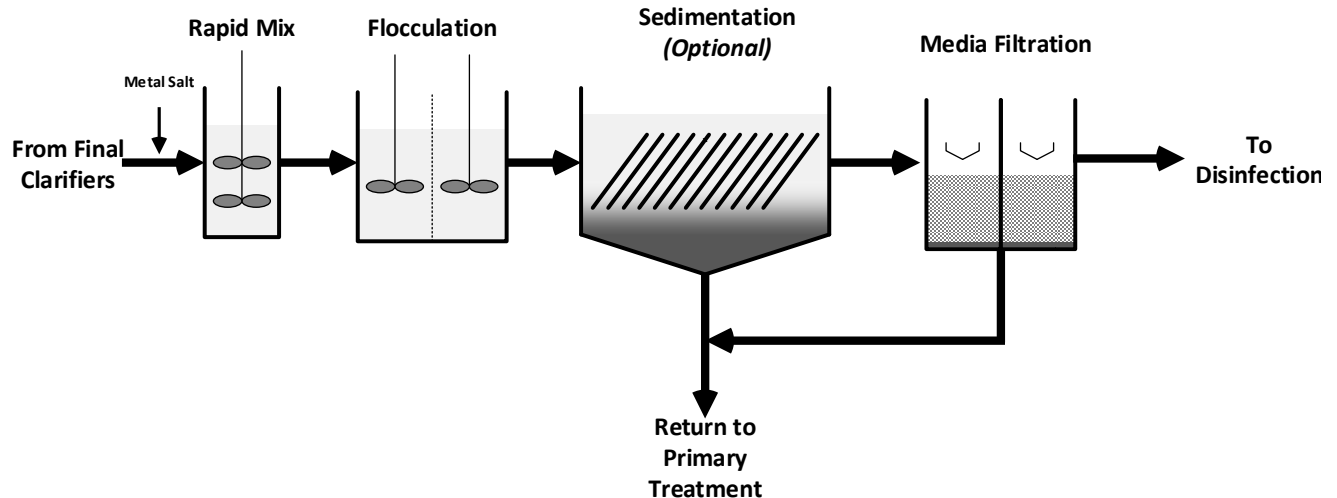 Rapid Mix
Flocculation
Sedimentation
(Optional)
Media Filtration
Metal Salt
From Final
Clarifiers
To
Disinfection
Return to
Primary
Treatment